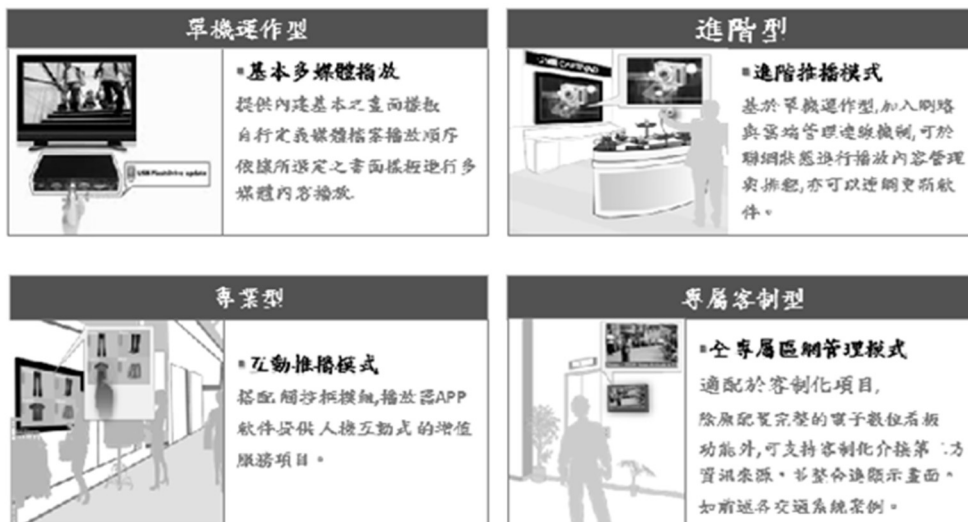 單機運作型
▪基本多媒體播放
提供內建基本之畫面樣板
自行定義媒體檔案播放順序
依據所選定之畫面樣板進行多
媒體內容播放.
USB FlashDrive update
進階型
▪進階推播模式
基於單機運作型,加入網路
與雲端管理連線機制,可於
聯網狀態進行播放內容管理
與排程,亦可以連網更新軟
件。
專業型
▪互動推播模式
搭配觸控板模組,播放器APP
軟件提供人機互動式的增值
服務項目。
專屬客制型
▪全專屬區網管理模式
適配於客制化項目,
除原配置完整的電子數位看板
功能外,可支持客制化介接第三方
資訊來源。並整合進顯示畫面。
如前述各交通系統案例。